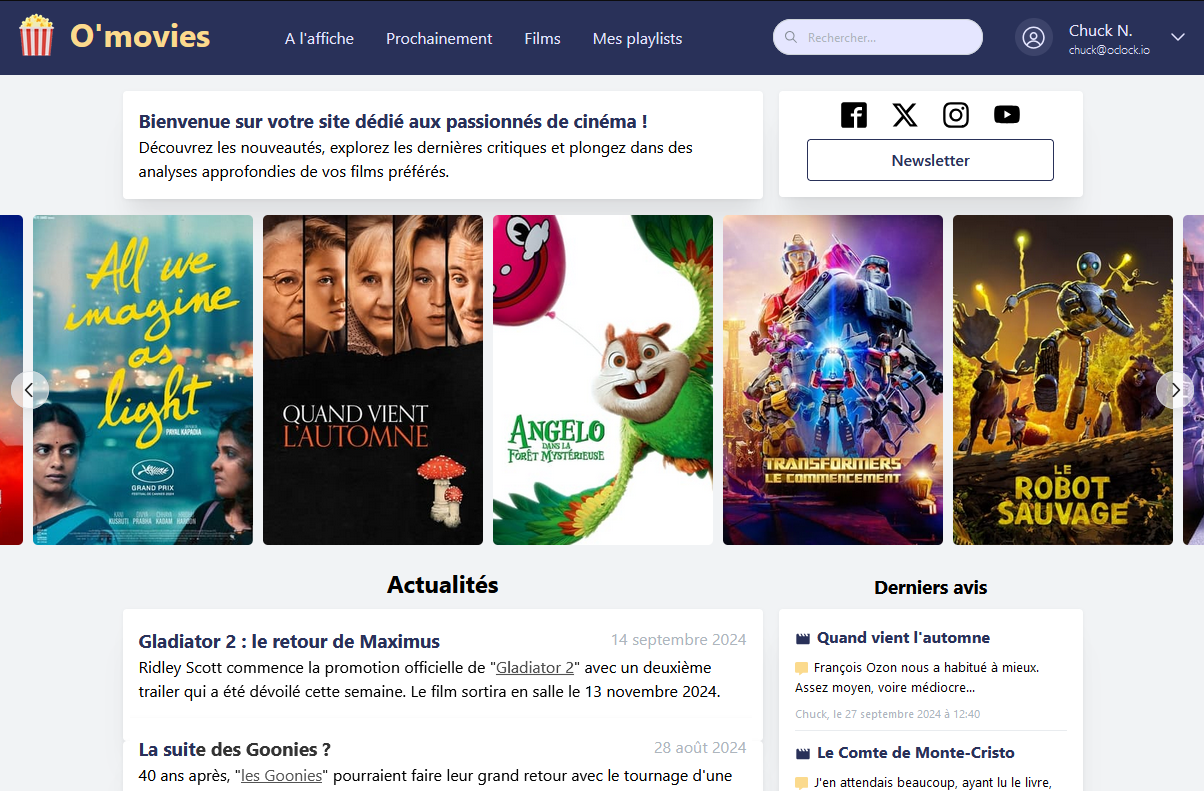 O'movies
A l'affiche
Prochainement
Films
Mes playlists
Rechercher...
Chuck N.
chuck@oclock.io
Bienvenue sur votre site dédié aux passionnés de cinéma !
Découvrez les nouveautés, explorez les dernières critiques et plongez dans des
analyses approfondies de vos films préférés.
Newsletter
All we
imagine
as
light
PAYAL KAPADIA
GRAND PRIX
FESTIVAL DE CANNES 2024
KANI DIVYA CHHAYA
KUSRUTI PRABHA KADAM HAROON
QUAND VIENT
L'AUTOMNE
ANGELO
DANS LA
FORÊT MYSTÉRIEUSE
TRANSFORMERS
LE COMMENCEMENT
LE
ROBOT
SAUVAGE
Actualités
Gladiator 2 : le retour de Maximus
14 septembre 2024
Ridley Scott commence la promotion officielle de "Gladiator 2" avec un deuxième
trailer qui a été dévoilé cette semaine. Le film sortira en salle le 13 novembre 2024.
La suite des Goonies ?
28 août 2024
40 ans après, "les Goonies" pourraient faire leur grand retour avec le tournage d'une
Derniers avis
Quand vient l'automne
François Ozon nous a habitué à mieux.
Assez moyen, voire médiocre...
Chuck, le 27 septembre 2024 à 12:40
Le Comte de Monte-Cristo
J'en attendais beaucoup, ayant lu le livre,